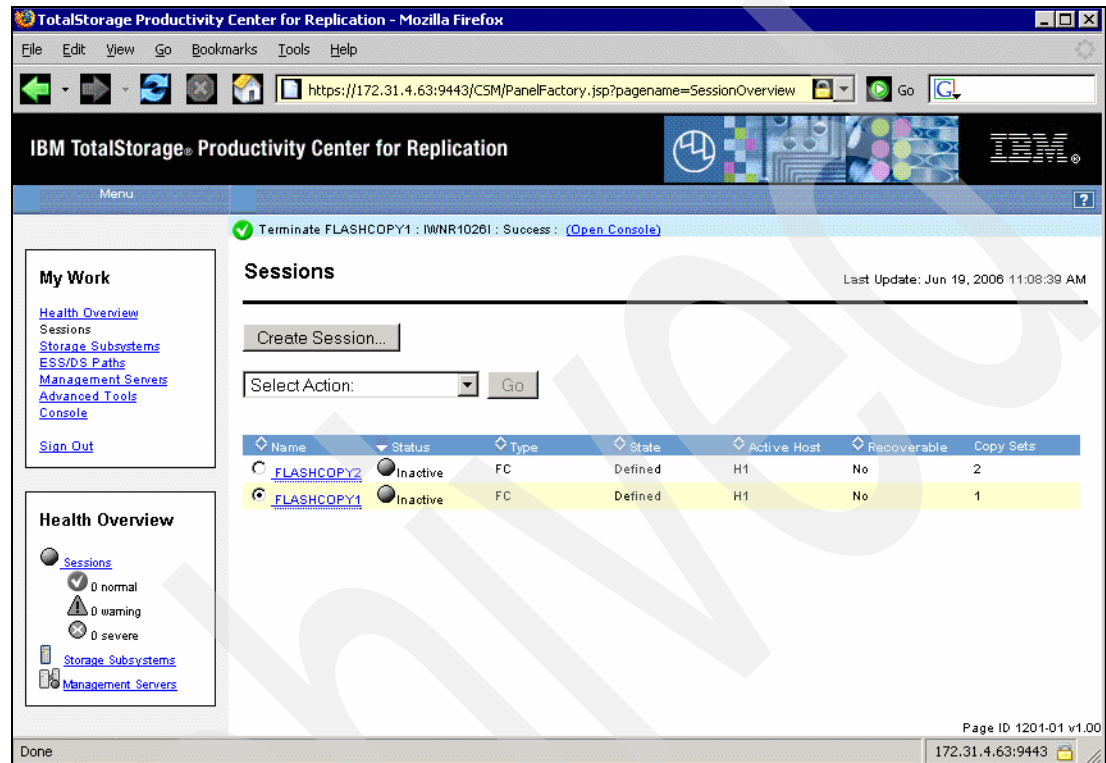 TotalStorage Productivity Center for Replication - Mozilla Firefox
File Edit View Go Bookmarks Tools Help
https://172.31.4.63:9443/CSM/PanelFactory.jsp?pagename=SessionOverview Go G
IBM TotalStorage® Productivity Center for Replication IBM®
Menu ?
Terminate FLASHCOPY1 : IWNR1026I : Success : (Open Console)
My Work
Health Overview
Sessions
Storage Subsystems
ESS/DS Paths
Management Servers
Advanced Tools
Console
Sign Out
Health Overview
Sessions
0 normal
0 warning
0 severe
Storage Subsystems
Management Servers
Sessions
Last Update: Jun 19, 2006 11:08:39 AM
Create Session...
Select Action: Go
Name Status Type State Active Host Recoverable Copy Sets
FLASHCOPY2 Inactive FC Defined H1 No 2
FLASHCOPY1 Inactive FC Defined H1 No 1
Page ID 1201-01 v1.00
Done 172.31.4.63:9443